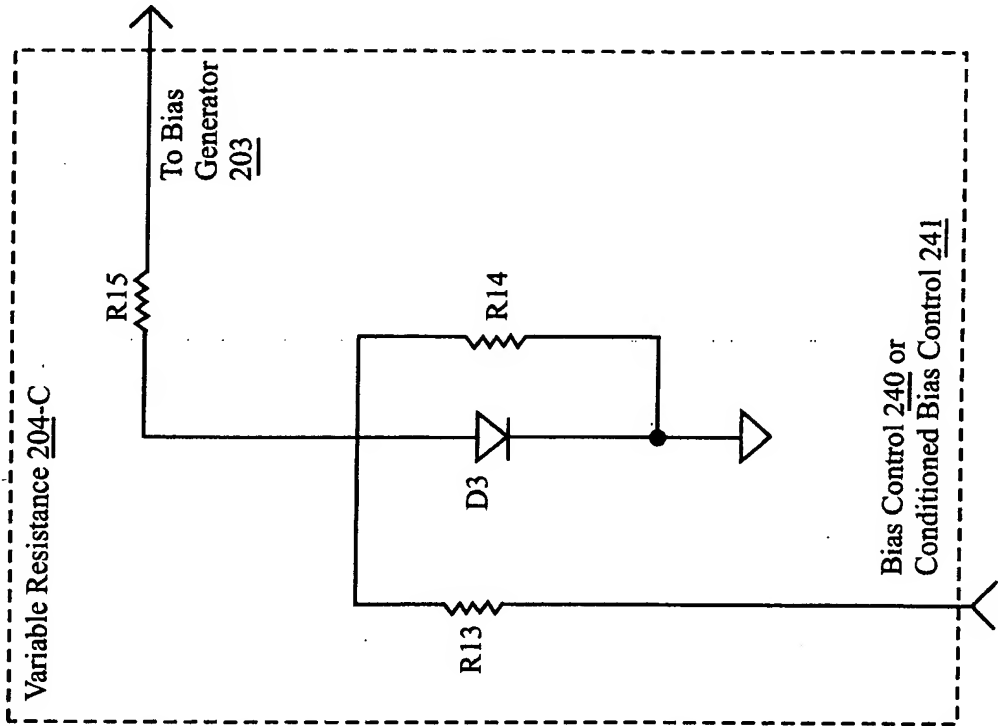 Variable Resistance 204-C
R15
To Bias
Generator
203
R14
D3
R13
Bias Control 240 or
Conditioned Bias Control 241